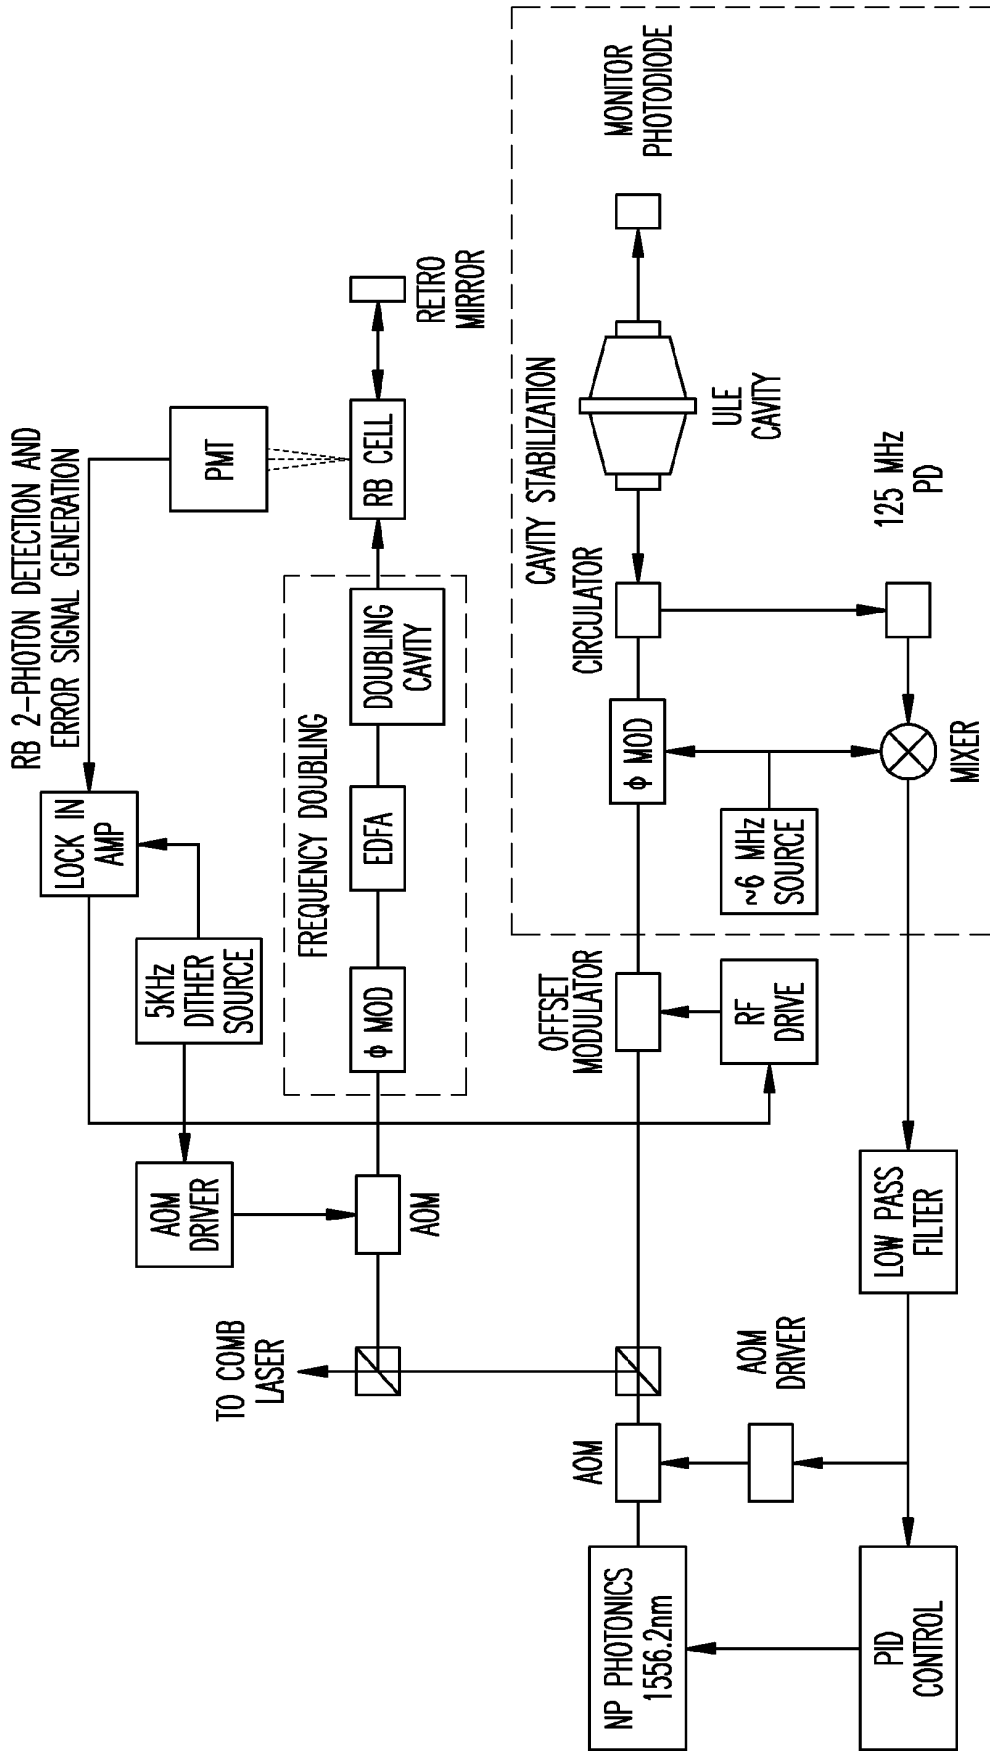 RB 2-PHOTON DETECTION AND
ERROR SIGNAL GENERATION
LOCK IN
AMP
PMT
5KHz
DITHER
SOURCE
AOM
DRIVER
TO COMB
LASER
AOM
FREQUENCY DOUBLING
Φ MOD
EDFA
DOUBLING
CAVITY
RB CELL
RETRO
MIRROR
CAVITY STABILIZATION
NP PHOTONICS
1556.2nm
AOM
OFFSET
MODULATOR
Φ MOD
CIRCULATOR
ULE
CAVITY
MONITOR
PHOTODIODE
AOM
DRIVER
RF
DRIVE
~6 MHz
SOURCE
PID
CONTROL
LOW PASS
FILTER
MIXER
125 MHz
PD